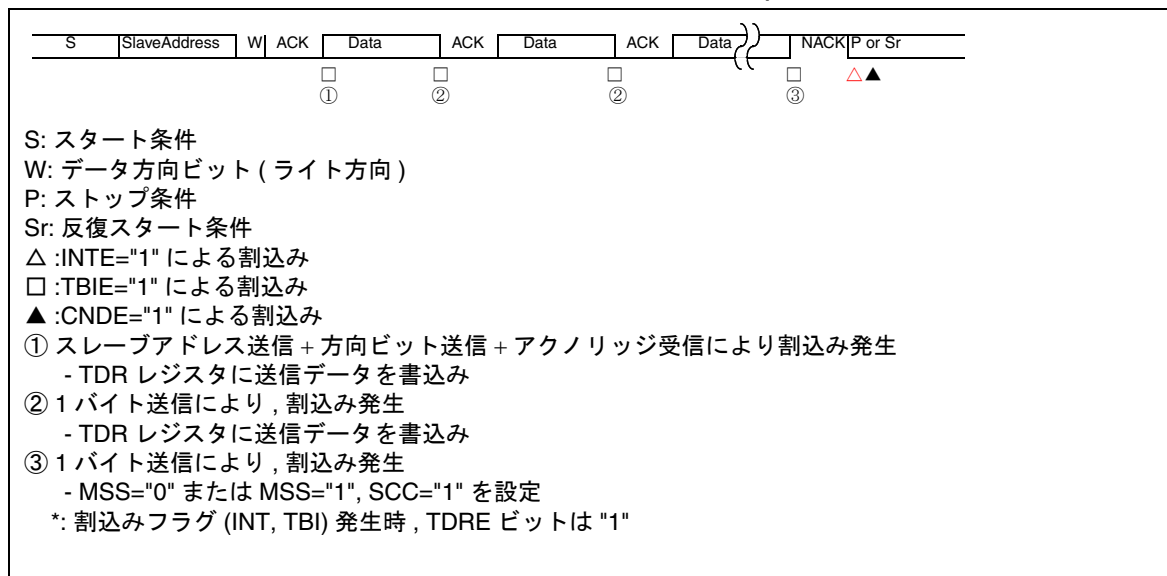 S SlaveAddress W ACK Data ACK Data ACK Data NACK P or Sr
□ □ □ □ △ ▲
① ② ② ③
S: スタート条件
W: データ方向ビット ( ライト方向 )
P: ストップ条件
Sr: 反復スタート条件
△ :INTE="1" による割込み
□ :TBIE="1" による割込み
▲ :CNDE="1" による割込み
① スレーブアドレス送信 + 方向ビット送信 + アクノリッジ受信により割込み発生
- TDR レジスタに送信データを書込み
② 1 バイト送信により , 割込み発生
- TDR レジスタに送信データを書込み
③ 1 バイト送信により , 割込み発生
- MSS="0" または MSS="1", SCC="1" を設定
*: 割込みフラグ (INT, TBI) 発生時 , TDRE ビットは "1"